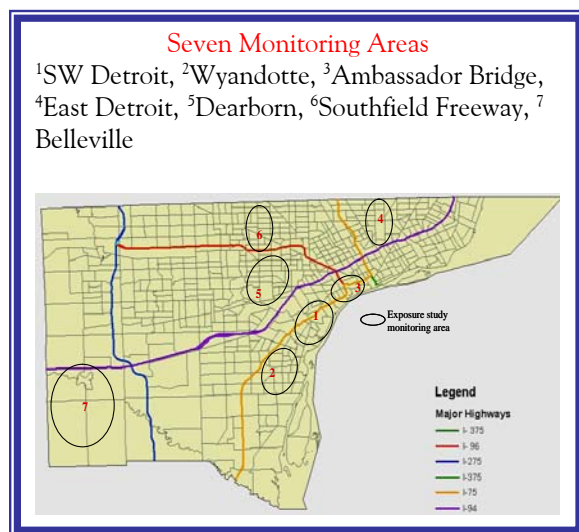 Seven Monitoring Areas
¹SW Detroit, ²Wyandotte, ³Ambassador Bridge,
⁴East Detroit, ⁵Dearborn, ⁶Southfield Freeway, ⁷
Belleville
4
6
5
3
1
Exposure study
monitoring area
2
7
Legend
Major Highways
I- 375
I- 96
I-275
I-375
I-75
I-94